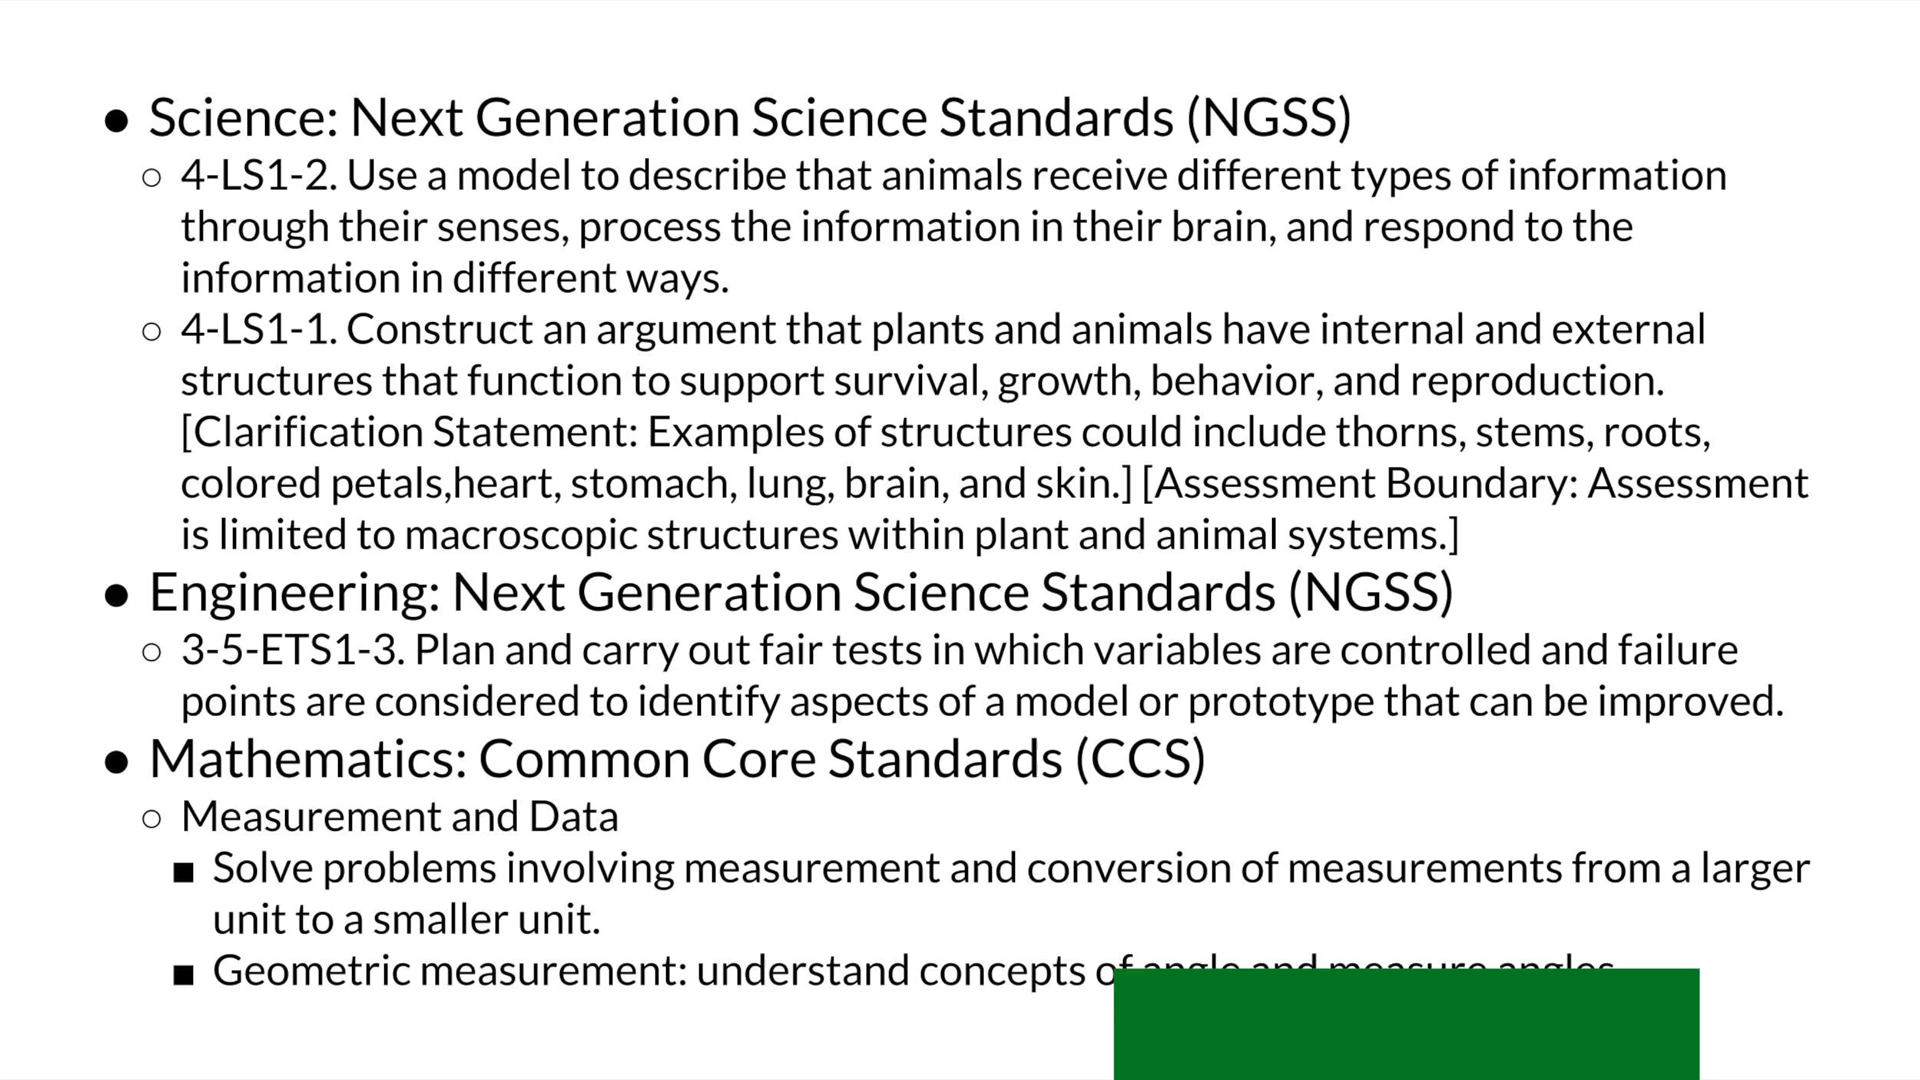 ● Science: Next Generation Science Standards (NGSS)
○ 4-LS1-2. Use a model to describe that animals receive different types of information
through their senses, process the information in their brain, and respond to the
information in different ways.
○ 4-LS1-1. Construct an argument that plants and animals have internal and external
structures that function to support survival, growth, behavior, and reproduction.
[Clarification Statement: Examples of structures could include thorns, stems, roots,
colored petals,heart, stomach, lung, brain, and skin.] [Assessment Boundary: Assessment
is limited to macroscopic structures within plant and animal systems.]
● Engineering: Next Generation Science Standards (NGSS)
○ 3-5-ETS1-3. Plan and carry out fair tests in which variables are controlled and failure
points are considered to identify aspects of a model or prototype that can be improved.
● Mathematics: Common Core Standards (CCS)
○ Measurement and Data
■ Solve problems involving measurement and conversion of measurements from a larger
unit to a smaller unit.
■ Geometric measurement: understand concepts of angle and measure angles